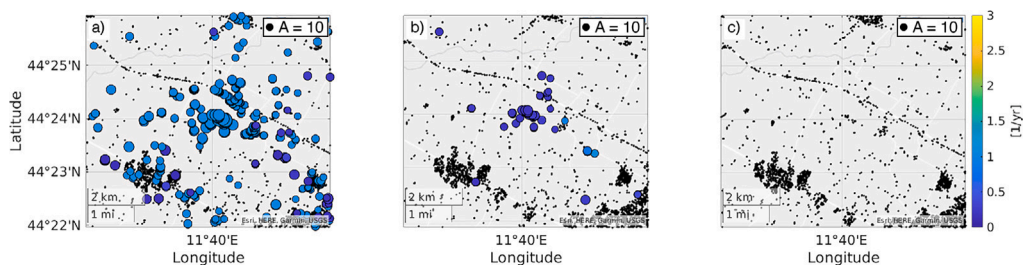 a)
A = 10
b)
A = 10
c)
A = 10
3
2.5
2
1.5
1
0.5
0
[1/yr]
44°25'N
44°24'N
44°23'N
44°22'N
Latitude
2 km
1 mi
Esri, HERE, Garmin, USGS
2 km
1 mi
Esri, HERE, Garmin, USGS
2 km
1 mi
Esri, HERE, Garmin, USGS
11°40'E
11°40'E
11°40'E
Longitude
Longitude
Longitude